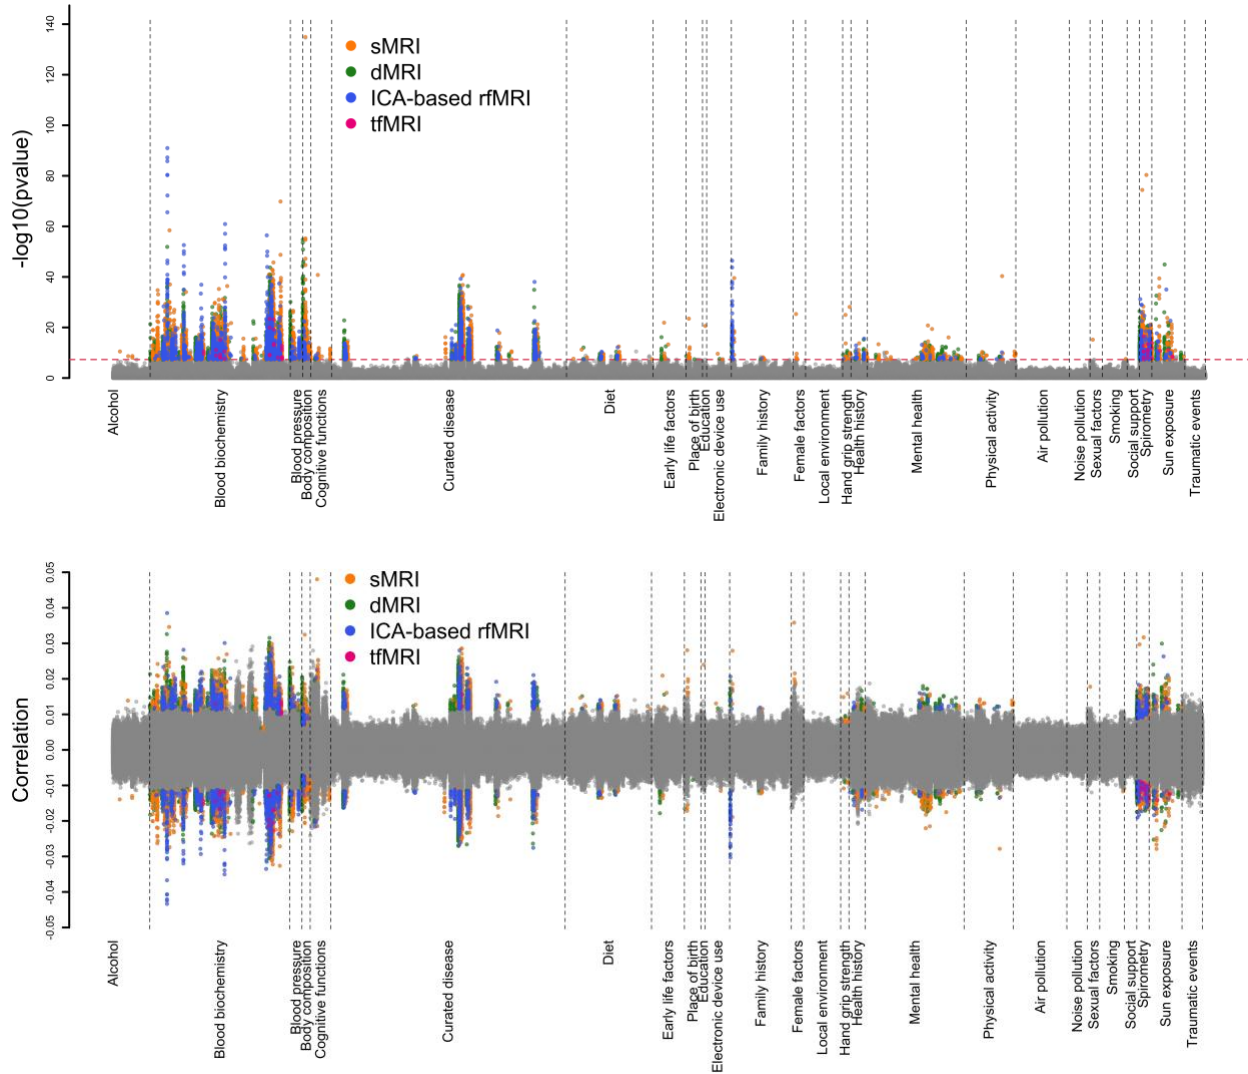 -log10(pvalue)
140
120
100
80
60
40
20
0
sMRI
dMRI
ICA-based rfMRI
tfMRI
Alcohol
Blood biochemistry
Blood pressure
Body composition
Cognitive functions
Curated disease
Diet
Early life factors
Place of birth
Education
Electronic device use
Family history
Female factors
Local environment
Hand grip strength
Health history
Mental health
Physical activity
Air pollution
Noise pollution
Sexual factors
Smoking
Social support
Spirometry
Sun exposure
Traumatic events
Correlation
0.05
0.04
0.03
0.02
0.01
0.00
-0.01
-0.02
-0.03
-0.04
-0.05
sMRI
dMRI
ICA-based rfMRI
tfMRI
Alcohol
Blood biochemistry
Blood pressure
Body composition
Cognitive functions
Curated disease
Diet
Early life factors
Place of birth
Education
Electronic device use
Family history
Female factors
Local environment
Hand grip strength
Health history
Mental health
Physical activity
Air pollution
Noise pollution
Sexual factors
Smoking
Social support
Spirometry
Sun exposure
Traumatic events